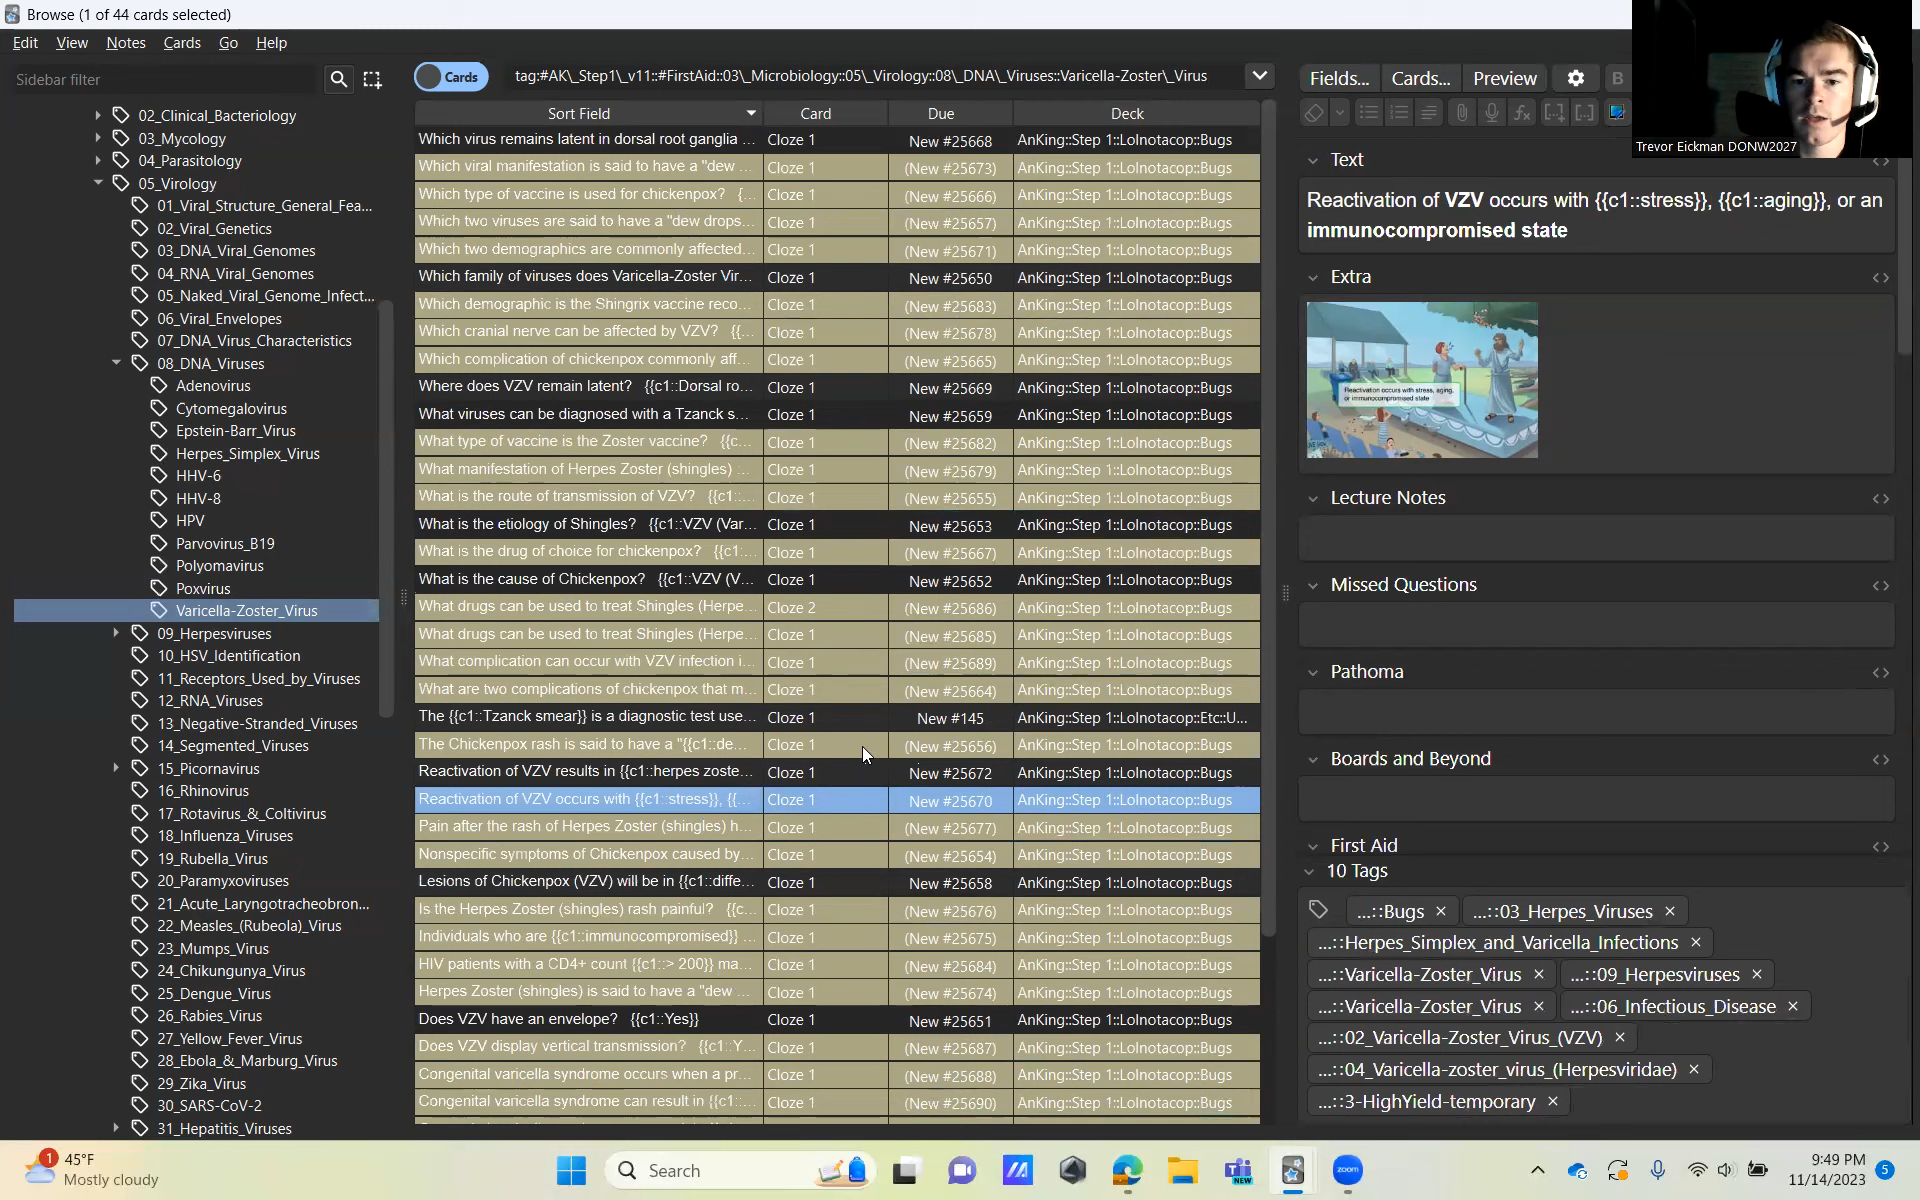 Browse (1 of 44 cards selected)
Edit View Notes Cards Go Help
Sidebar filter
02_Clinical_Bacteriology
03_Mycology
04_Parasitology
05_Virology
01_Viral_Structure_General_Fea...
02_Viral_Genetics
03_DNA_Viral_Genomes
04_RNA_Viral_Genomes
05_Naked_Viral_Genome_Infect...
06_Viral_Envelopes
07_DNA_Virus_Characteristics
08_DNA_Viruses
Adenovirus
Cytomegalovirus
Epstein-Barr_Virus
Herpes_Simplex_Virus
HHV-6
HHV-8
HPV
Parvovirus_B19
Polyomavirus
Poxvirus
Varicella-Zoster_Virus
09_Herpesviruses
10_HSV_Identification
11_Receptors_Used_by_Viruses
12_RNA_Viruses
13_Negative-Stranded_Viruses
14_Segmented_Viruses
15_Picornavirus
16_Rhinovirus
17_Rotavirus_&_Coltivirus
18_Influenza_Viruses
19_Rubella_Virus
20_Paramyxoviruses
21_Acute_Laryngotracheobron...
22_Measles_(Rubeola)_Virus
23_Mumps_Virus
24_Chikungunya_Virus
25_Dengue_Virus
26_Rabies_Virus
27_Yellow_Fever_Virus
28_Ebola_&_Marburg_Virus
29_Zika_Virus
30_SARS-CoV-2
31_Hepatitis_Viruses
Cards tag:#AK\_Step1\_v11::#FirstAid::03\_Microbiology::05\_Virology::08\_DNA\_Viruses::Varicella-Zoster\_Virus
Sort Field Card Due Deck
Which virus remains latent in dorsal root ganglia ... Cloze 1 New #25668 AnKing::Step 1::Lolnotacop::Bugs
Which viral manifestation is said to have a "dew ... Cloze 1 (New #25673) AnKing::Step 1::Lolnotacop::Bugs
Which type of vaccine is used for chickenpox? {... Cloze 1 (New #25666) AnKing::Step 1::Lolnotacop::Bugs
Which two viruses are said to have a "dew drops... Cloze 1 (New #25657) AnKing::Step 1::Lolnotacop::Bugs
Which two demographics are commonly affected... Cloze 1 (New #25671) AnKing::Step 1::Lolnotacop::Bugs
Which family of viruses does Varicella-Zoster Vir... Cloze 1 New #25650 AnKing::Step 1::Lolnotacop::Bugs
Which demographic is the Shingrix vaccine reco... Cloze 1 (New #25683) AnKing::Step 1::Lolnotacop::Bugs
Which cranial nerve can be affected by VZV? {{... Cloze 1 (New #25678) AnKing::Step 1::Lolnotacop::Bugs
Which complication of chickenpox commonly aff... Cloze 1 (New #25665) AnKing::Step 1::Lolnotacop::Bugs
Where does VZV remain latent? {{c1::Dorsal ro... Cloze 1 New #25669 AnKing::Step 1::Lolnotacop::Bugs
What viruses can be diagnosed with a Tzanck s... Cloze 1 New #25659 AnKing::Step 1::Lolnotacop::Bugs
What type of vaccine is the Zoster vaccine? {{c... Cloze 1 (New #25682) AnKing::Step 1::Lolnotacop::Bugs
What manifestation of Herpes Zoster (shingles) ... Cloze 1 (New #25679) AnKing::Step 1::Lolnotacop::Bugs
What is the route of transmission of VZV? {{c1:... Cloze 1 (New #25655) AnKing::Step 1::Lolnotacop::Bugs
What is the etiology of Shingles? {{c1::VZV (Var... Cloze 1 New #25653 AnKing::Step 1::Lolnotacop::Bugs
What is the drug of choice for chickenpox? {{c1:... Cloze 1 (New #25667) AnKing::Step 1::Lolnotacop::Bugs
What is the cause of Chickenpox? {{c1::VZV (V... Cloze 1 New #25652 AnKing::Step 1::Lolnotacop::Bugs
What drugs can be used to treat Shingles (Herpe... Cloze 2 (New #25686) AnKing::Step 1::Lolnotacop::Bugs
What drugs can be used to treat Shingles (Herpe... Cloze 1 (New #25685) AnKing::Step 1::Lolnotacop::Bugs
What complication can occur with VZV infection i... Cloze 1 (New #25689) AnKing::Step 1::Lolnotacop::Bugs
What are two complications of chickenpox that m... Cloze 1 (New #25664) AnKing::Step 1::Lolnotacop::Bugs
The {{c1::Tzanck smear}} is a diagnostic test use... Cloze 1 New #145 AnKing::Step 1::Lolnotacop::Etc::U...
The Chickenpox rash is said to have a "{{c1::de... Cloze 1 (New #25656) AnKing::Step 1::Lolnotacop::Bugs
Reactivation of VZV results in {{c1::herpes zoste... Cloze 1 New #25672 AnKing::Step 1::Lolnotacop::Bugs
Reactivation of VZV occurs with {{c1::stress}}, {{... Cloze 1 New #25670 AnKing::Step 1::Lolnotacop::Bugs
Pain after the rash of Herpes Zoster (shingles) h... Cloze 1 (New #25677) AnKing::Step 1::Lolnotacop::Bugs
Nonspecific symptoms of Chickenpox caused by... Cloze 1 (New #25654) AnKing::Step 1::Lolnotacop::Bugs
Lesions of Chickenpox (VZV) will be in {{c1::diffe... Cloze 1 New #25658 AnKing::Step 1::Lolnotacop::Bugs
Is the Herpes Zoster (shingles) rash painful? {{c... Cloze 1 (New #25676) AnKing::Step 1::Lolnotacop::Bugs
Individuals who are {{c1::immunocompromised}} ... Cloze 1 (New #25675) AnKing::Step 1::Lolnotacop::Bugs
HIV patients with a CD4+ count {{c1::> 200}} ma... Cloze 1 (New #25684) AnKing::Step 1::Lolnotacop::Bugs
Herpes Zoster (shingles) is said to have a "dew ... Cloze 1 (New #25674) AnKing::Step 1::Lolnotacop::Bugs
Does VZV have an envelope? {{c1::Yes}} Cloze 1 New #25651 AnKing::Step 1::Lolnotacop::Bugs
Does VZV display vertical transmission? {{c1::Y... Cloze 1 (New #25687) AnKing::Step 1::Lolnotacop::Bugs
Congenital varicella syndrome occurs when a pr... Cloze 1 (New #25688) AnKing::Step 1::Lolnotacop::Bugs
Congenital varicella syndrome can result in {{c1:... Cloze 1 (New #25690) AnKing::Step 1::Lolnotacop::Bugs
Fields... Cards... Preview B
Trevor Eickman DONW2027
Text
Reactivation of VZV occurs with {{c1::stress}}, {{c1::aging}}, or an
immunocompromised state
Extra
Reactivation occurs with stress, aging,
or immunocompromised state
Lecture Notes
Missed Questions
Pathoma
Boards and Beyond
First Aid
10 Tags
...::Bugs × ...::03_Herpes_Viruses ×
...::Herpes_Simplex_and_Varicella_Infections ×
...::Varicella-Zoster_Virus × ...::09_Herpesviruses ×
...::Varicella-Zoster_Virus × ...::06_Infectious_Disease ×
...::02_Varicella-Zoster_Virus_(VZV) ×
...::04_Varicella-zoster_virus_(Herpesviridae) ×
...::3-HighYield-temporary ×
1 45°F
Mostly cloudy
Search
NEW
zoom
9:49 PM
11/14/2023
5